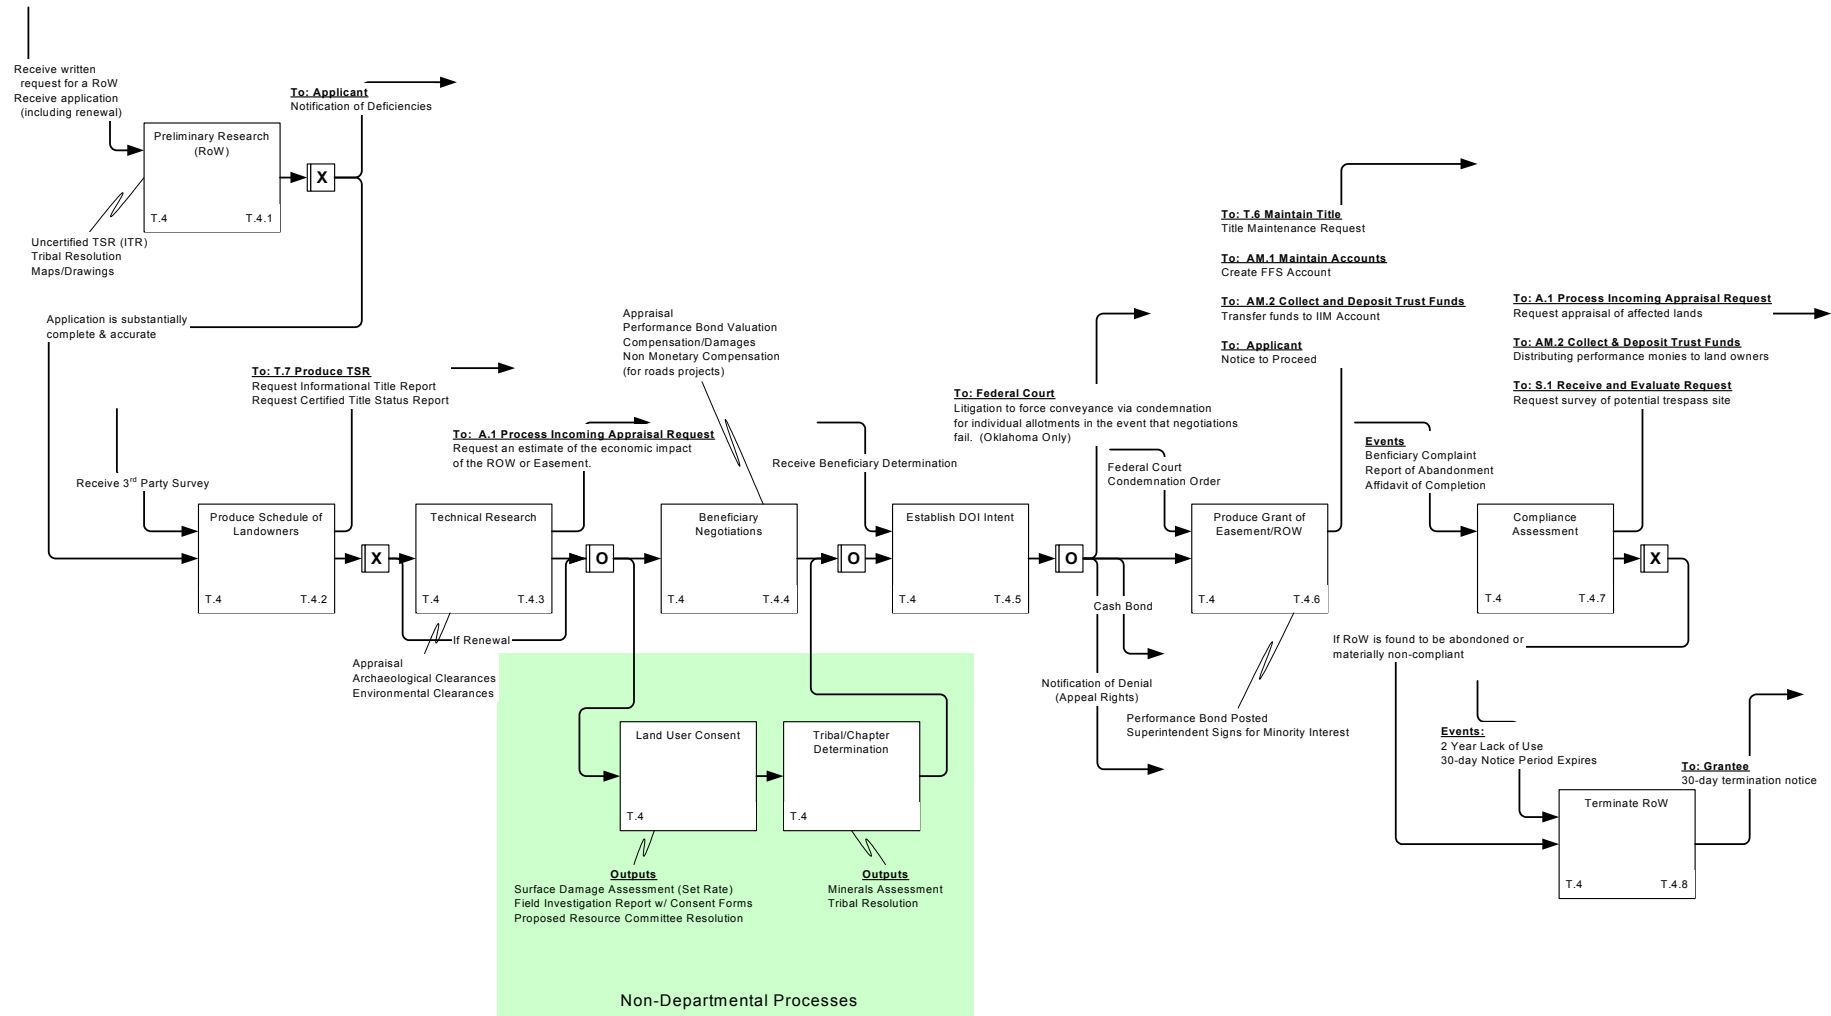 Receive written
request for a RoW
Receive application
(including renewal)
To: Applicant
Notification of Deficiencies
Preliminary Research
(RoW)
T.4 T.4.1
X
Uncertified TSR (ITR)
Tribal Resolution
Maps/Drawings
Application is substantially
complete & accurate
To: T.7 Produce TSR
Request Informational Title Report
Request Certified Title Status Report
Receive 3rd Party Survey
Produce Schedule of
Landowners
T.4 T.4.2
X
To: A.1 Process Incoming Appraisal Request
Request an estimate of the economic impact
of the ROW or Easement.
Technical Research
T.4 T.4.3
If Renewal
Appraisal
Archaeological Clearances
Environmental Clearances
O
Appraisal
Performance Bond Valuation
Compensation/Damages
Non Monetary Compensation
(for roads projects)
Beneficiary
Negotiations
T.4 T.4.4
O
Receive Beneficiary Determination
Establish DOI Intent
T.4 T.4.5
O
To: Federal Court
Litigation to force conveyance via condemnation
for individual allotments in the event that negotiations
fail. (Oklahoma Only)
Federal Court
Condemnation Order
Cash Bond
Notification of Denial
(Appeal Rights)
To: T.6 Maintain Title
Title Maintenance Request
To: AM.1 Maintain Accounts
Create FFS Account
To: AM.2 Collect and Deposit Trust Funds
Transfer funds to IIM Account
To: Applicant
Notice to Proceed
Produce Grant of
Easement/ROW
T.4 T.4.6
Performance Bond Posted
Superintendent Signs for Minority Interest
To: A.1 Process Incoming Appraisal Request
Request appraisal of affected lands
To: AM.2 Collect & Deposit Trust Funds
Distributing performance monies to land owners
To: S.1 Receive and Evaluate Request
Request survey of potential trespass site
Events
Benficiary Complaint
Report of Abandonment
Affidavit of Completion
Compliance
Assessment
T.4 T.4.7
X
If RoW is found to be abondoned or
materially non-compliant
Events:
2 Year Lack of Use
30-day Notice Period Expires
To: Grantee
30-day termination notice
Terminate RoW
T.4 T.4.8
Land User Consent
T.4
Tribal/Chapter
Determination
T.4
Outputs
Surface Damage Assessment (Set Rate)
Field Investigation Report w/ Consent Forms
Proposed Resource Committee Resolution
Outputs
Minerals Assessment
Tribal Resolution
Non-Departmental Processes